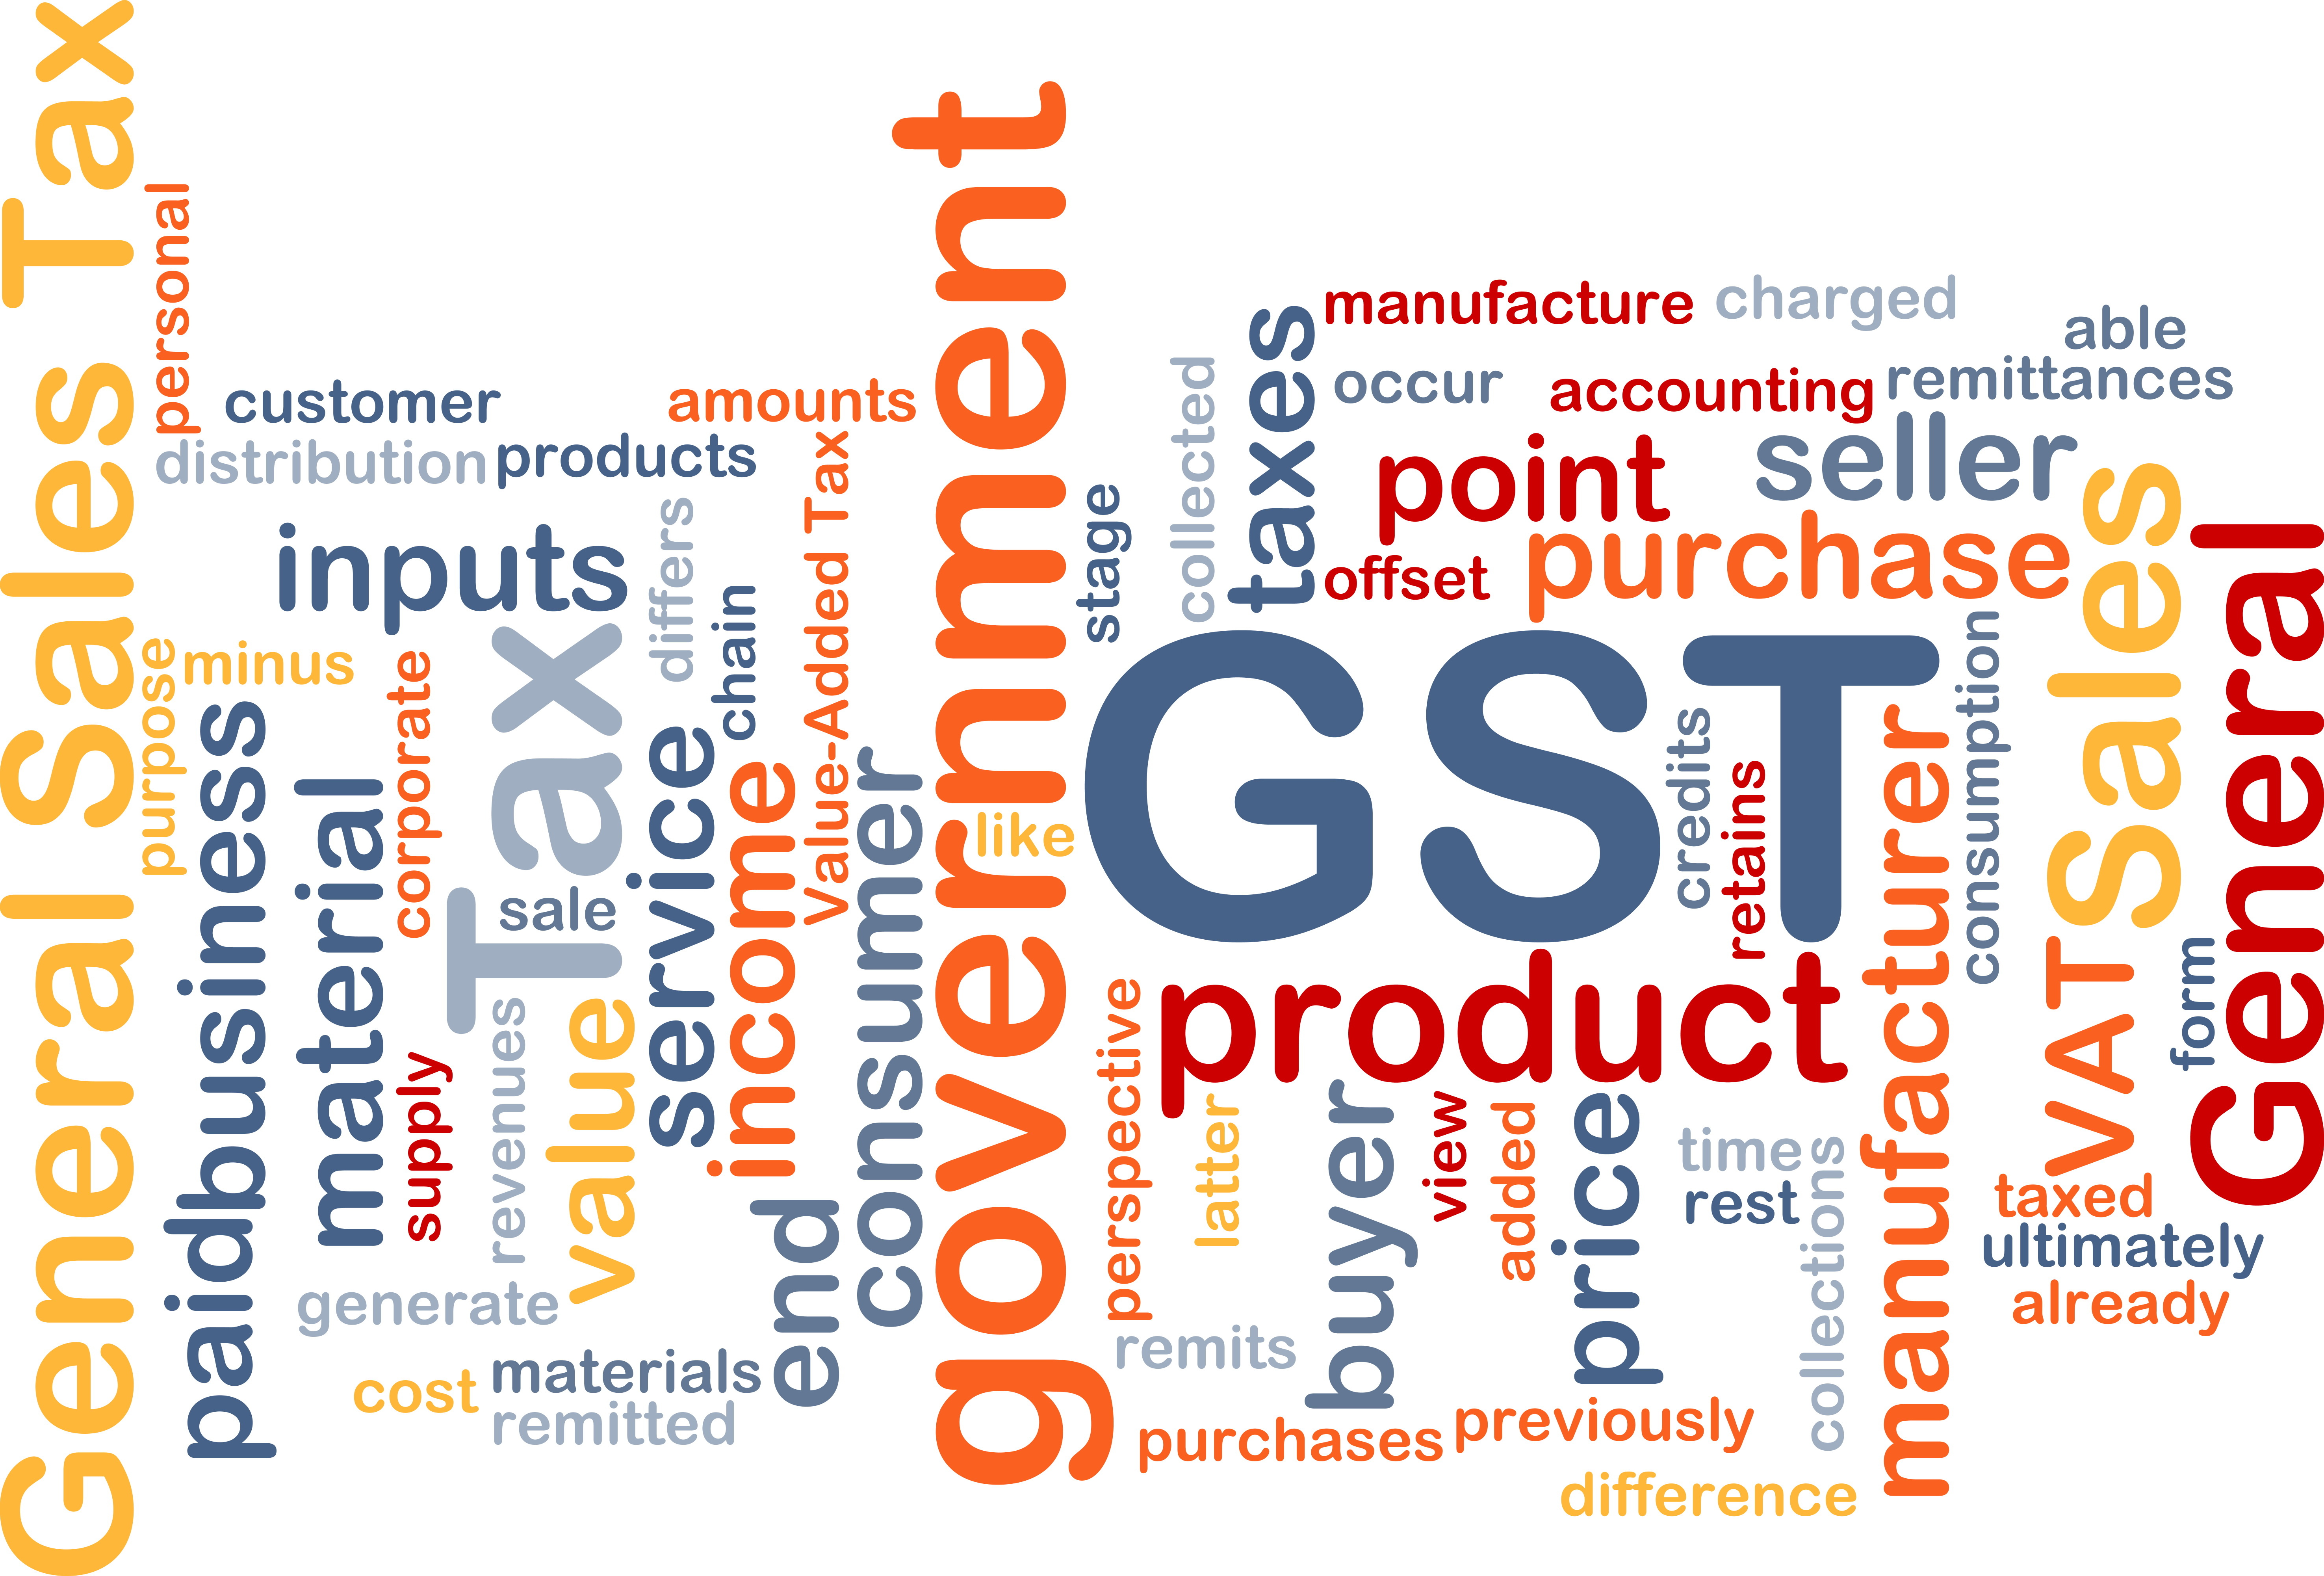 General Sales Tax
personal
customer
amounts
distribution
products
inputs
differs
chain
Value-Added Tax
minus
purpose
corporate
business
paid
material
Tax
sale
service
income
consumer
supply
revenues
value
end
generate
cost
materials
remitted
government
like
stage
collected
taxes
manufacture
charged
able
occur
accounting
remittances
point
seller
offset
purchase
GST
credits
retains
consumption
Sales
General
VAT
form
product
manufacturer
perspective
latter
buyer
view
added
price
times
rest
collections
taxed
ultimately
already
remits
purchases
previously
difference